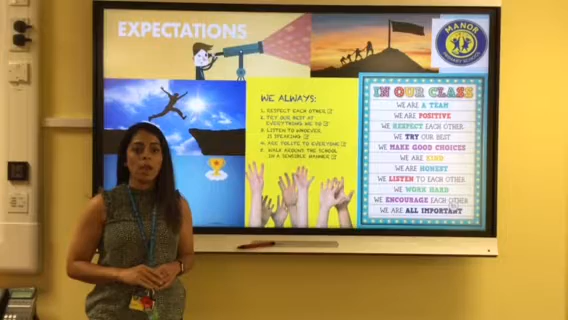 EXPECTATIONS
MANOR
PRIMARY SCHOOL
WE ALWAYS:
1. RESPECT EACH OTHER
2. TRY OUR BEST AT
EVERYTHING WE DO
3. LISTEN TO WHOEVER
IS SPEAKING
4. ARE POLITE TO EVERYONE
5. WALK AROUND THE SCHOOL
IN A SENSIBLE MANNER
IN OUR CLASS
WE ARE A TEAM
WE ARE POSITIVE
WE RESPECT EACH OTHER
WE TRY OUR BEST
WE MAKE GOOD CHOICES
WE ARE KIND
WE ARE HONEST
WE LISTEN TO EACH OTHER
WE WORK HARD
WE ENCOURAGE EACH OTHER
WE ARE ALL IMPORTANT